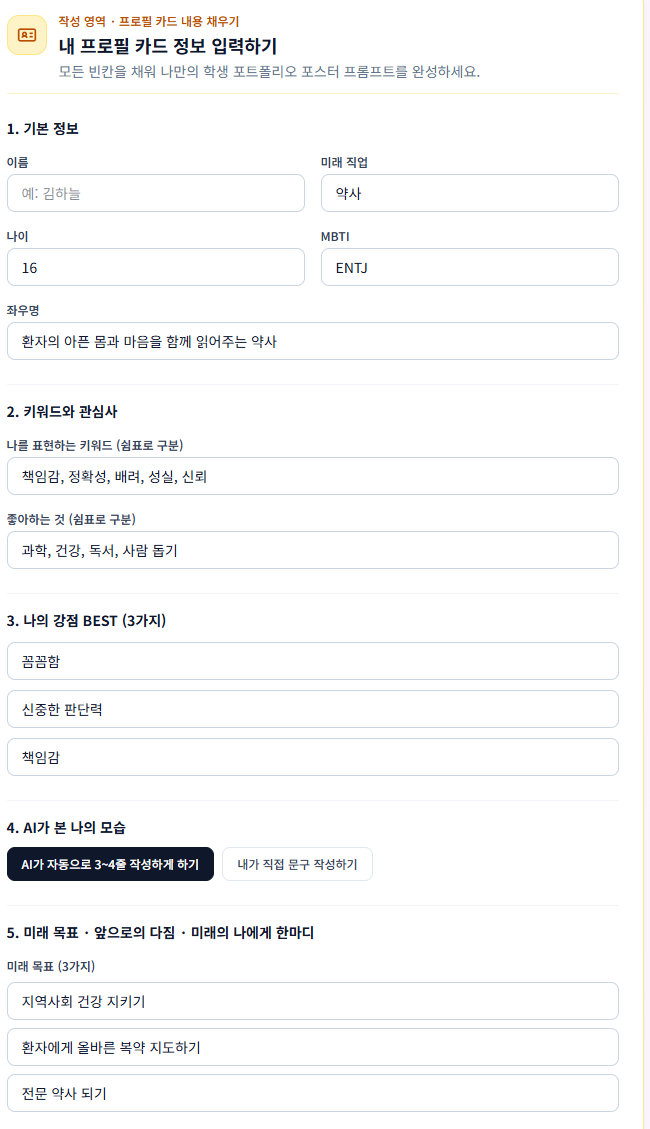 작성 영역 · 프로필 카드 내용 채우기
내 프로필 카드 정보 입력하기
모든 빈칸을 채워 나만의 학생 포트폴리오 포스터 프롬프트를 완성하세요.
1. 기본 정보
이름
미래 직업
예: 김하늘
약사
나이
MBTI
16
ENTJ
좌우명
환자의 아픈 몸과 마음을 함께 읽어주는 약사
2. 키워드와 관심사
나를 표현하는 키워드 (쉼표로 구분)
책임감, 정확성, 배려, 성실, 신뢰
좋아하는 것 (쉼표로 구분)
과학, 건강, 독서, 사람 돕기
3. 나의 강점 BEST (3가지)
꼼꼼함
신중한 판단력
책임감
4. AI가 본 나의 모습
AI가 자동으로 3~4줄 작성하게 하기
내가 직접 문구 작성하기
5. 미래 목표 · 앞으로의 다짐 · 미래의 나에게 한마디
미래 목표 (3가지)
지역사회 건강 지키기
환자에게 올바른 복약 지도하기
전문 약사 되기